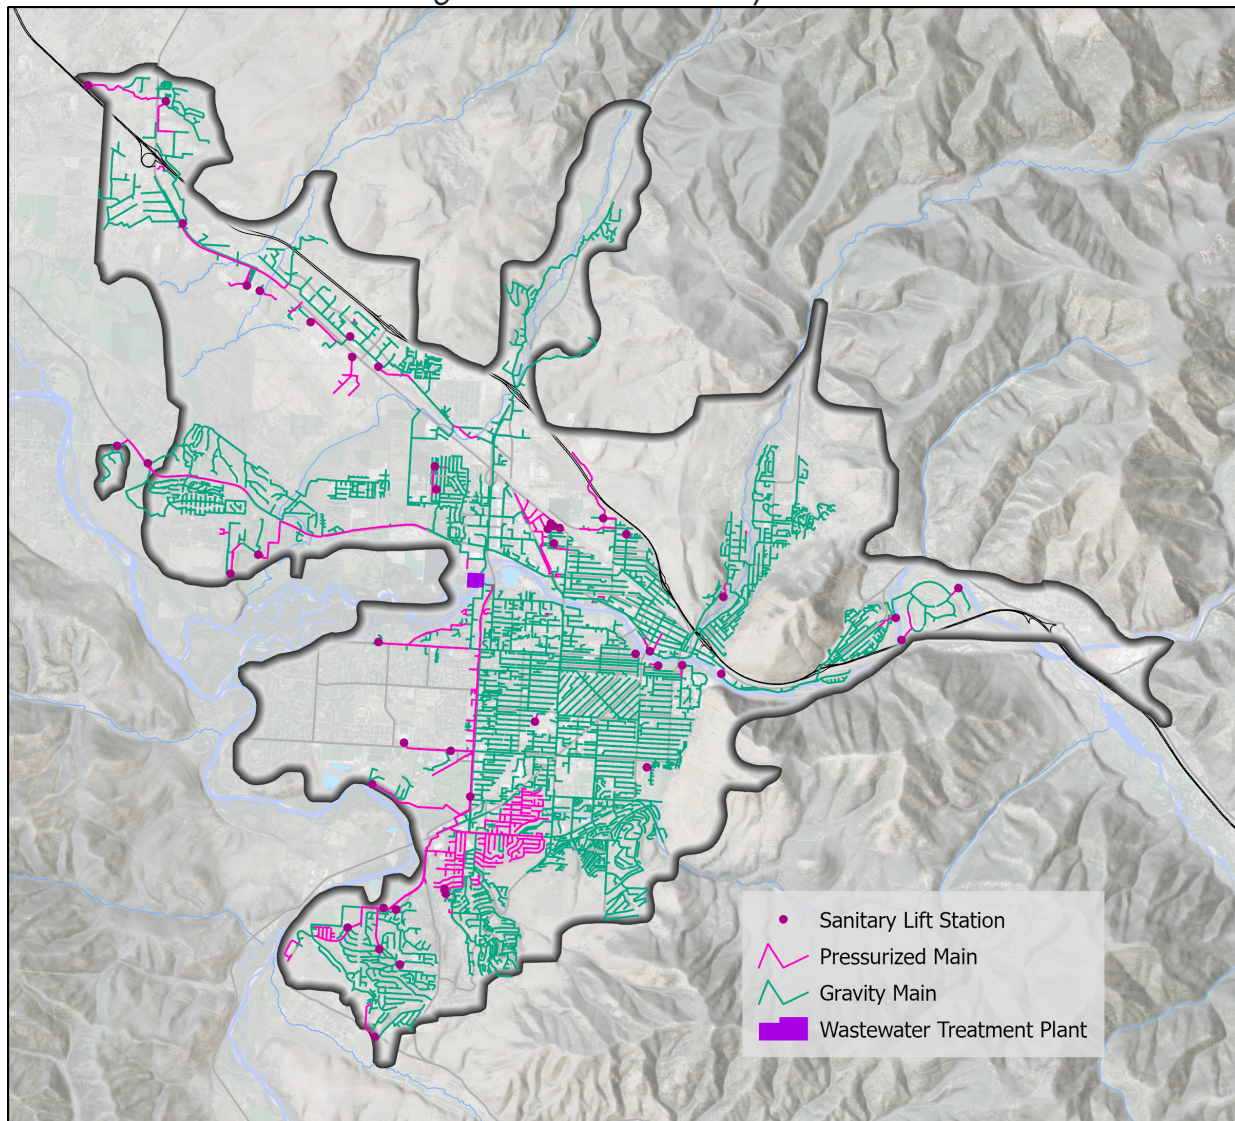 Sanitary Lift Station
Pressurized Main
Gravity Main
Wastewater Treatment Plant